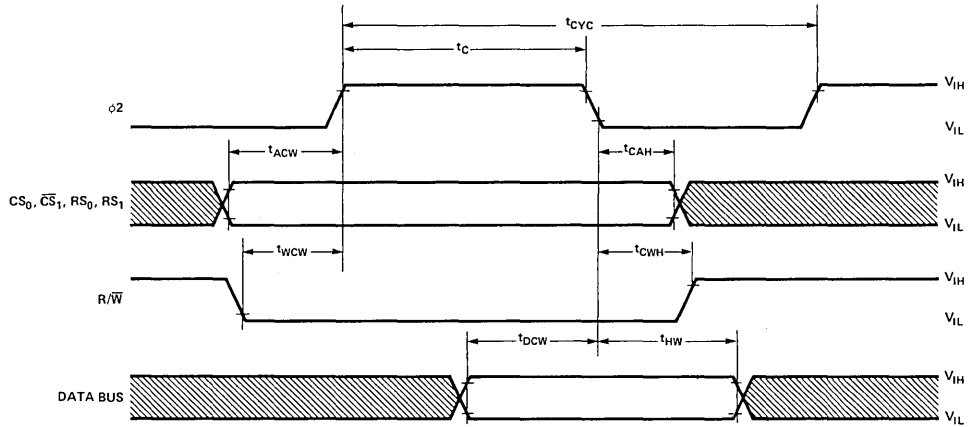 tCYC
tC
φ2
VIH
VIL
tACW
tCAH
CS0, C̅S̅1, RS0, RS1
VIH
VIL
tWCW
tCWH
R/W̅
VIH
VIL
tDCW
tHW
DATA BUS
VIH
VIL